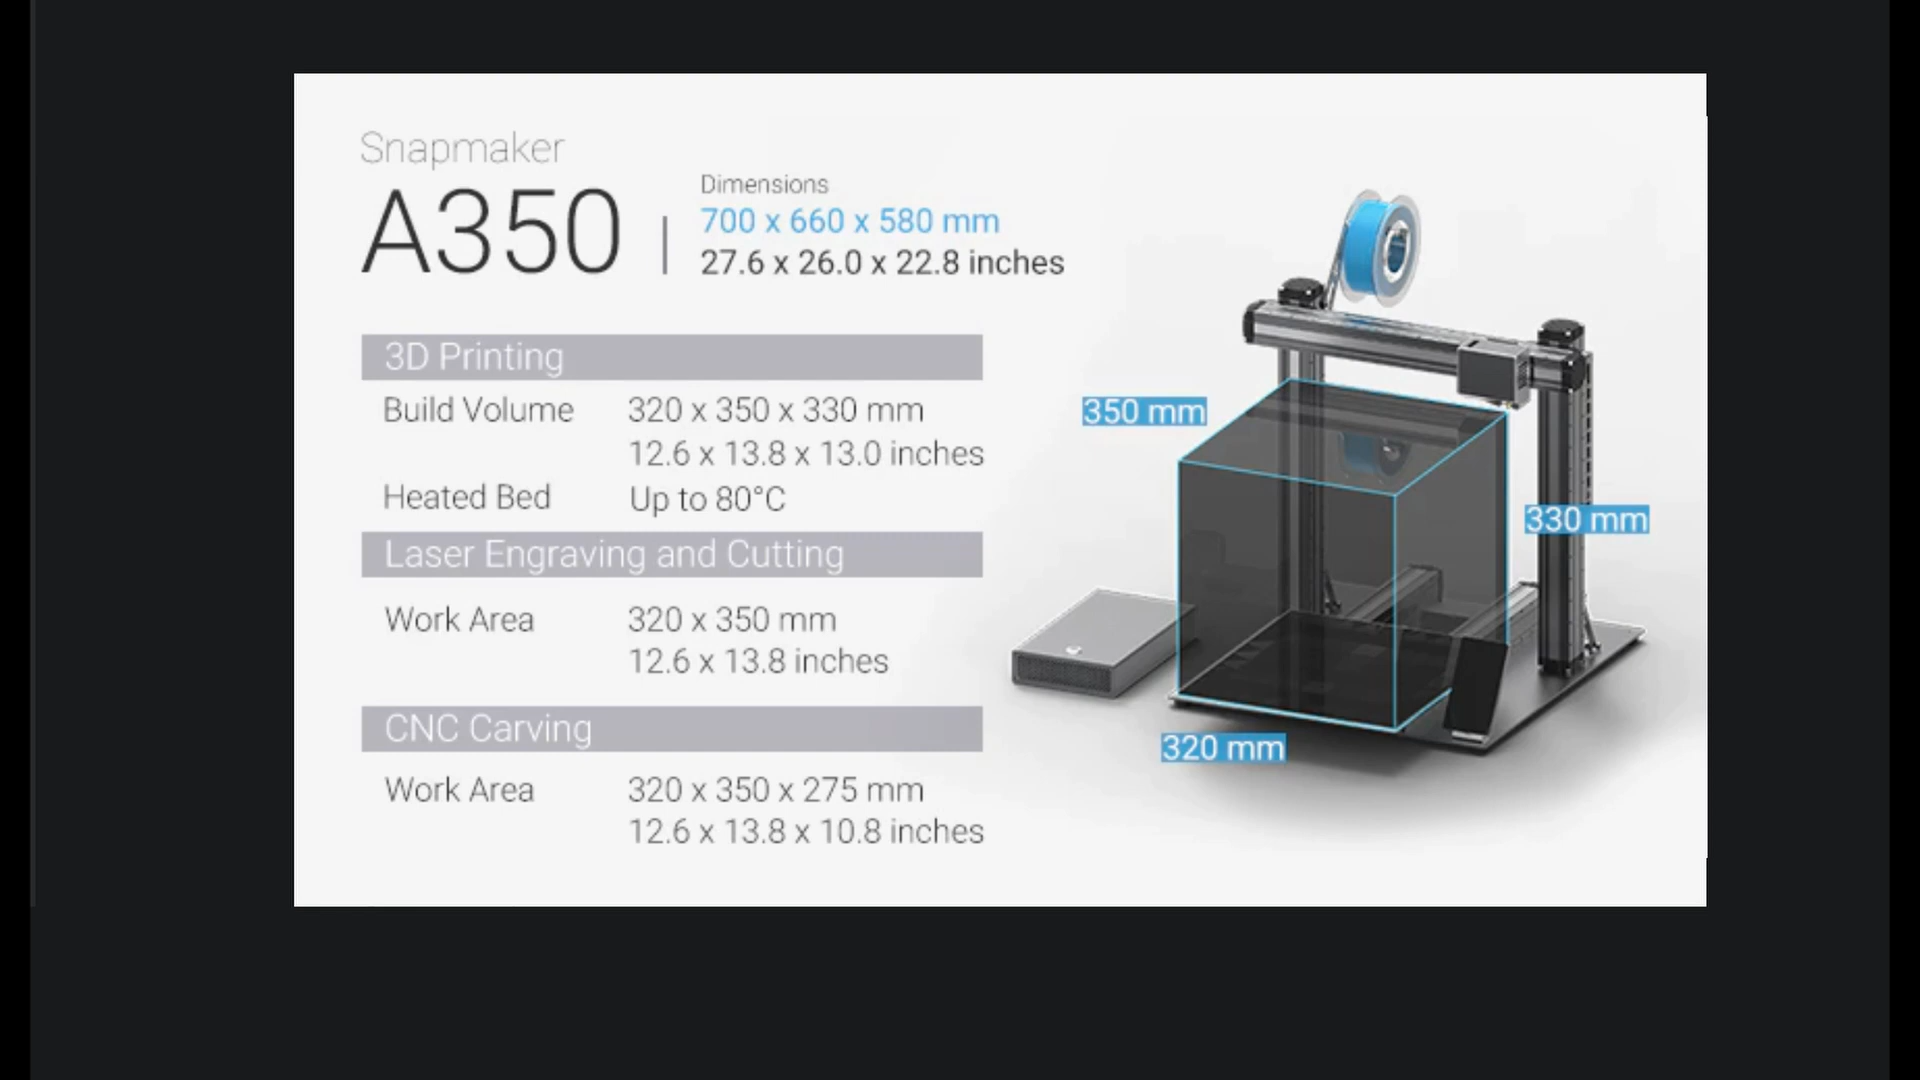 Snapmaker
A350
Dimensions
700 x 660 x 580 mm
27.6 x 26.0 x 22.8 inches
3D Printing
Build Volume 320 x 350 x 330 mm
12.6 x 13.8 x 13.0 inches
Heated Bed Up to 80°C
Laser Engraving and Cutting
Work Area 320 x 350 mm
12.6 x 13.8 inches
CNC Carving
Work Area 320 x 350 x 275 mm
12.6 x 13.8 x 10.8 inches
350 mm
330 mm
320 mm